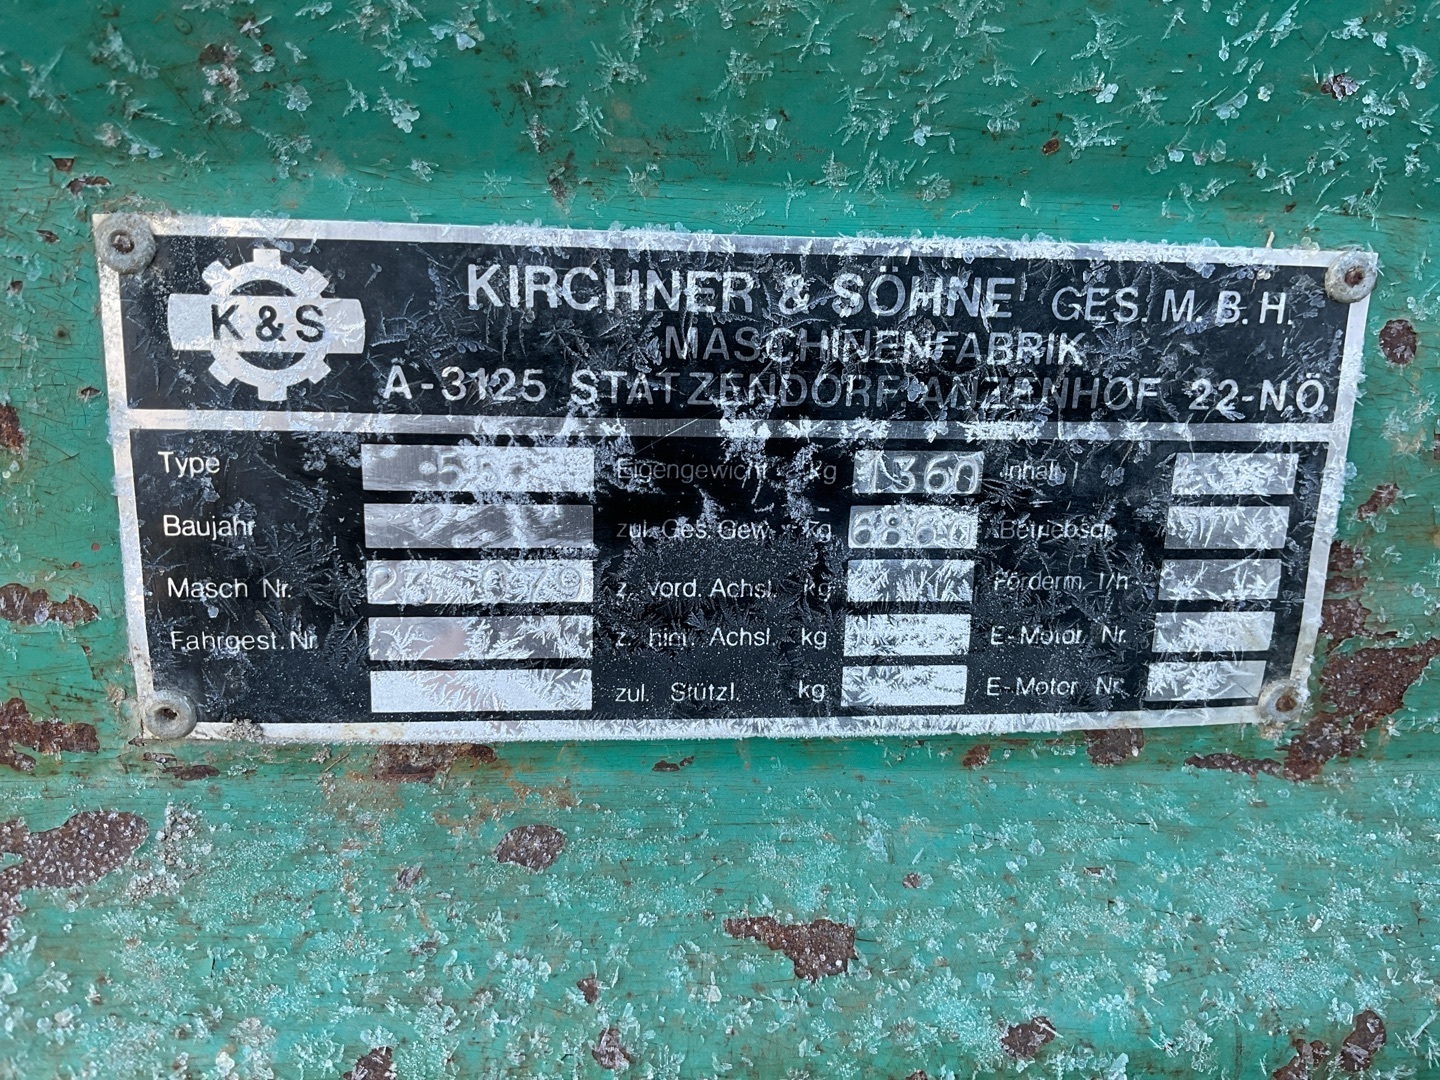 K & S
KIRCHNER & SÖHNE GES. M. B. H.
MASCHINENFABRIK
A-3125 STATZENDORF ANZENHOF 22-NÖ
Type Eigengewicht kg 1360 Inhalt l
Baujahr zul. Ges. Gew. kg Betriebsdr.
Masch Nr. z. vord. Achsl. kg Förderm. l/h
Fahrgest. Nr z. hint. Achsl. kg E-Motor Nr.
zul. Stützl. kg E-Motor Nr.